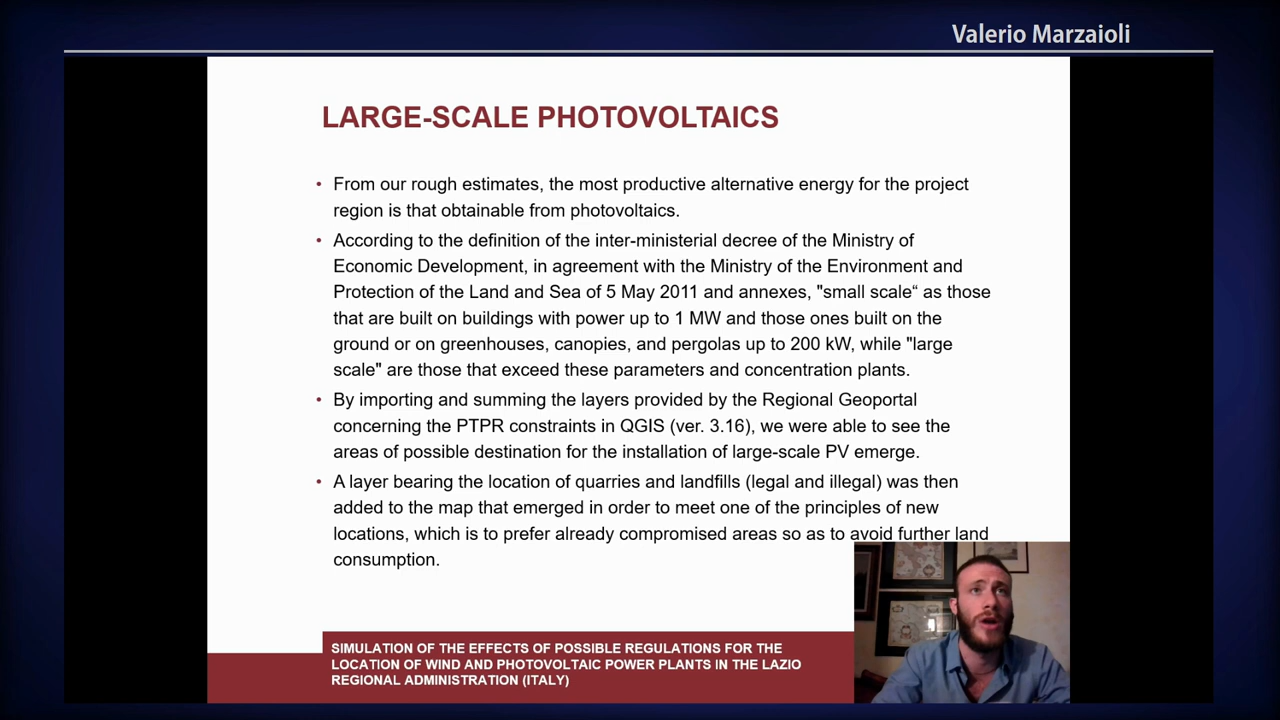 Valerio Marzaioli
LARGE-SCALE PHOTOVOLTAICS
• From our rough estimates, the most productive alternative energy for the project
region is that obtainable from photovoltaics.
• According to the definition of the inter-ministerial decree of the Ministry of
Economic Development, in agreement with the Ministry of the Environment and
Protection of the Land and Sea of 5 May 2011 and annexes, "small scale“ as those
that are built on buildings with power up to 1 MW and those ones built on the
ground or on greenhouses, canopies, and pergolas up to 200 kW, while "large
scale" are those that exceed these parameters and concentration plants.
• By importing and summing the layers provided by the Regional Geoportal
concerning the PTPR constraints in QGIS (ver. 3.16), we were able to see the
areas of possible destination for the installation of large-scale PV emerge.
• A layer bearing the location of quarries and landfills (legal and illegal) was then
added to the map that emerged in order to meet one of the principles of new
locations, which is to prefer already compromised areas so as to avoid further land
consumption.
SIMULATION OF THE EFFECTS OF POSSIBLE REGULATIONS FOR THE
LOCATION OF WIND AND PHOTOVOLTAIC POWER PLANTS IN THE LAZIO
REGIONAL ADMINISTRATION (ITALY)